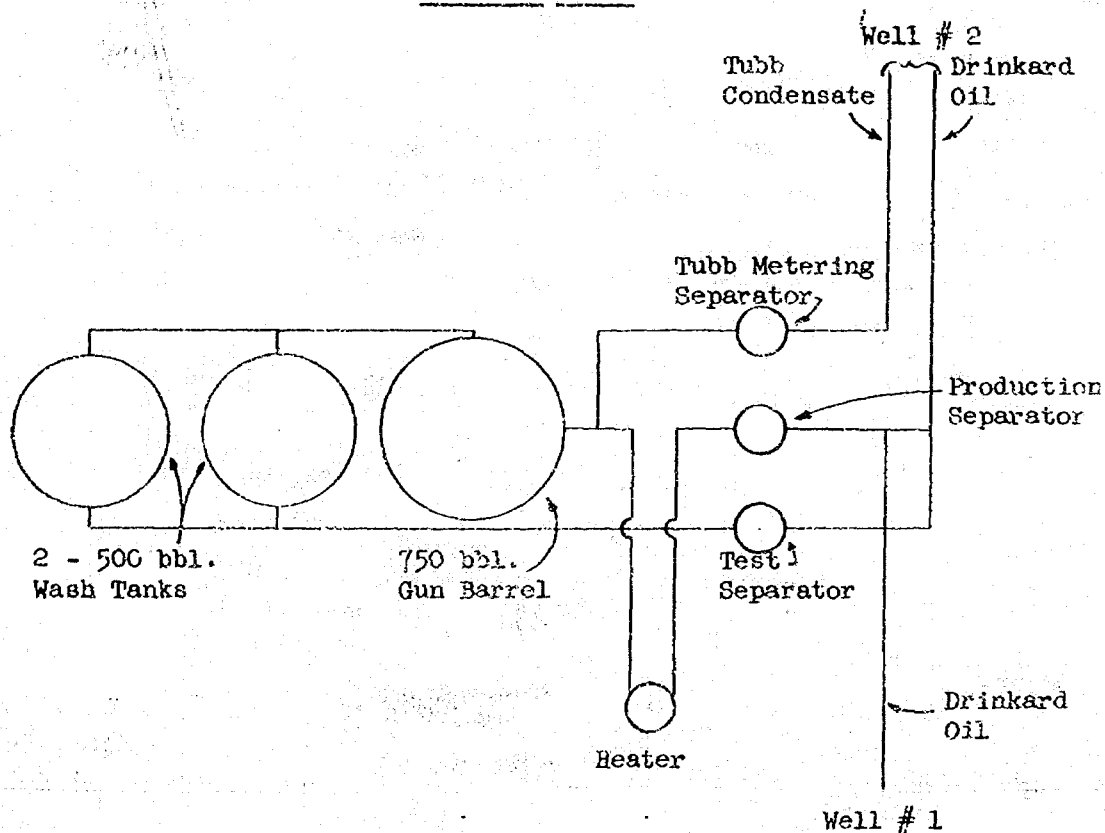 Well # 2
Tubb
Condensate
Drinkard
Oil
Tubb Metering
Separator
Production
Separator
2 - 500 bbl.
Wash Tanks
750 bbl.
Gun Barrel
Test
Separator
Heater
Drinkard
Oil
Well # 1